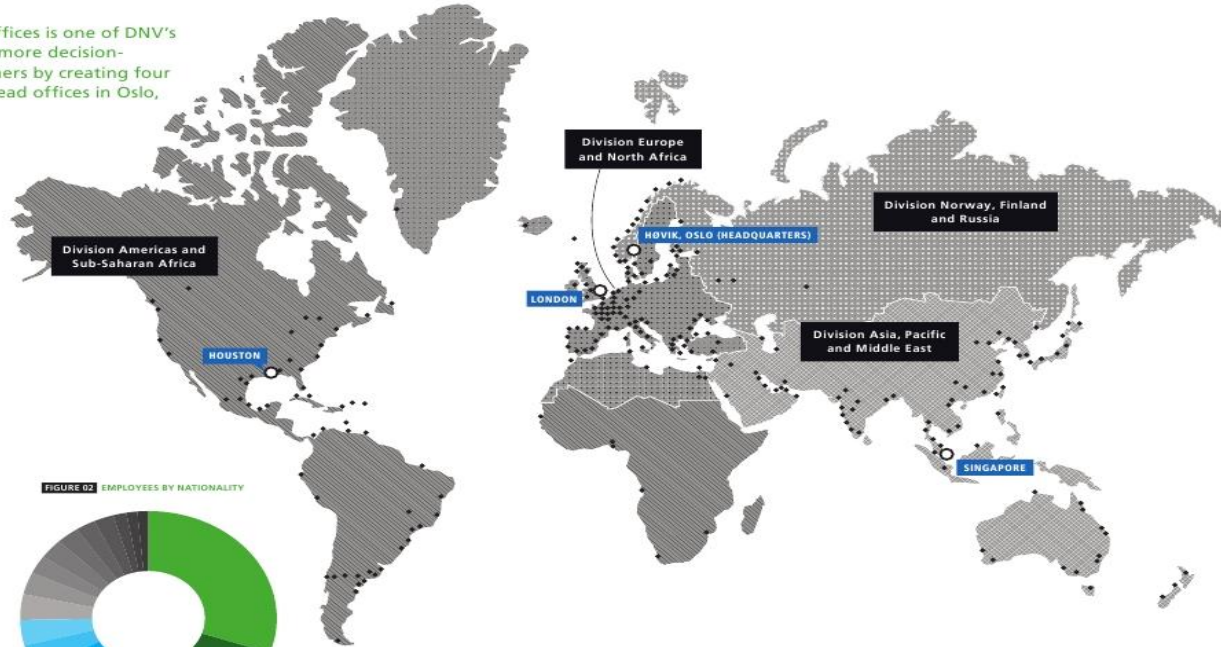 ffices is one of DNV's
more decision-
ers by creating four
ead offices in Oslo,
Division Europe
and North Africa
Division Norway, Finland
and Russia
HØVIK, OSLO (HEADQUARTERS)
Division Americas and
Sub-Saharan Africa
LONDON
Division Asia, Pacific
and Middle East
HOUSTON
SINGAPORE
FIGURE 02 EMPLOYEES BY NATIONALITY